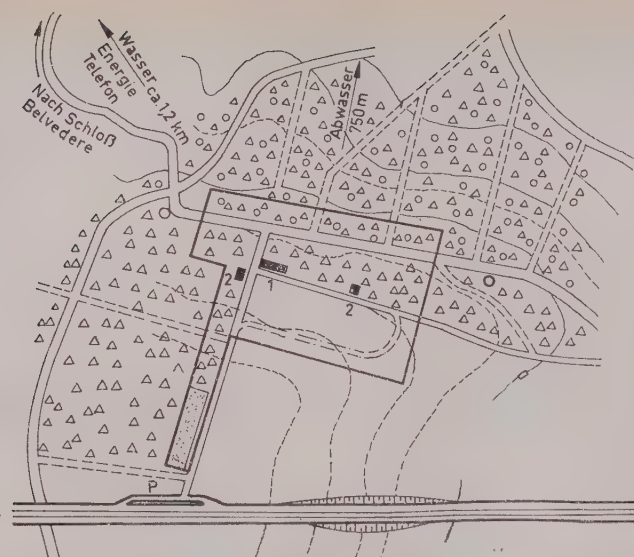 Wasser ca. 1,2 km
Energie
Telefon
Nach Schloß
Belvedere
Abwasser
750 m
2
1
2
P